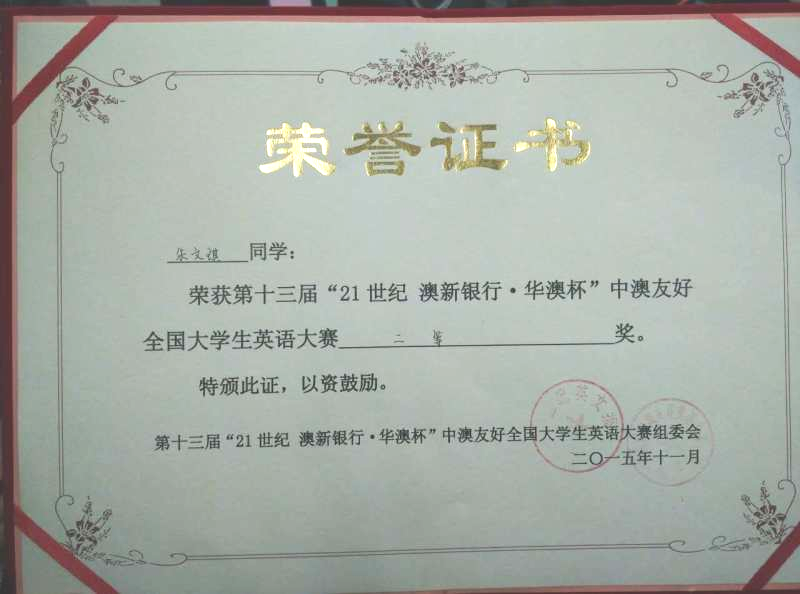 荣誉证书
朱文祺 同学：
荣获第十三届“21世纪 澳新银行·华澳杯”中澳友好
全国大学生英语大赛 二等 奖。
特颁此证，以资鼓励。
第十三届“21世纪 澳新银行·华澳杯”中澳友好全国大学生英语大赛组委会
二〇一五年十一月